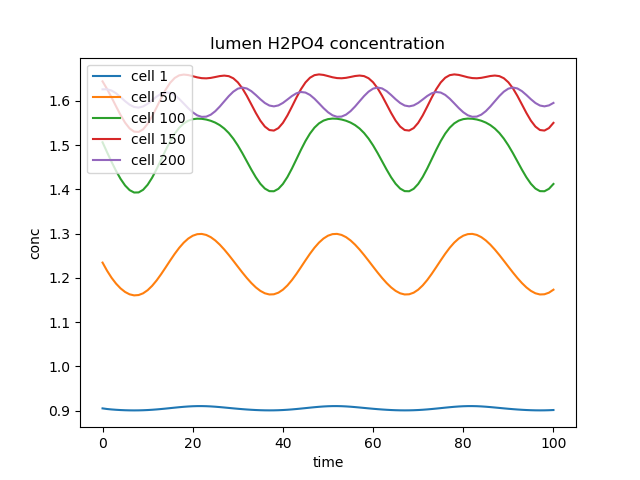 lumen H2PO4 concentration
cell 1
cell 50
cell 100
cell 150
cell 200
conc
1.6
1.5
1.4
1.3
1.2
1.1
1.0
0.9
0
20
40
60
80
100
time